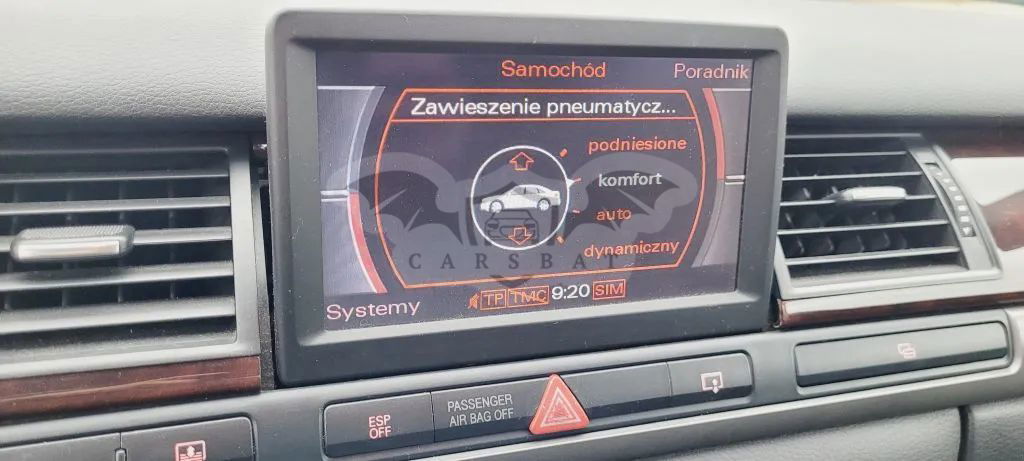 Samochód
Poradnik
Zawieszenie pneumatycz...
podniesione
komfort
auto
dynamiczny
CARSBAT
Systemy
TP TMC 9:20 SIM
ESP
OFF
PASSENGER
AIR BAG OFF